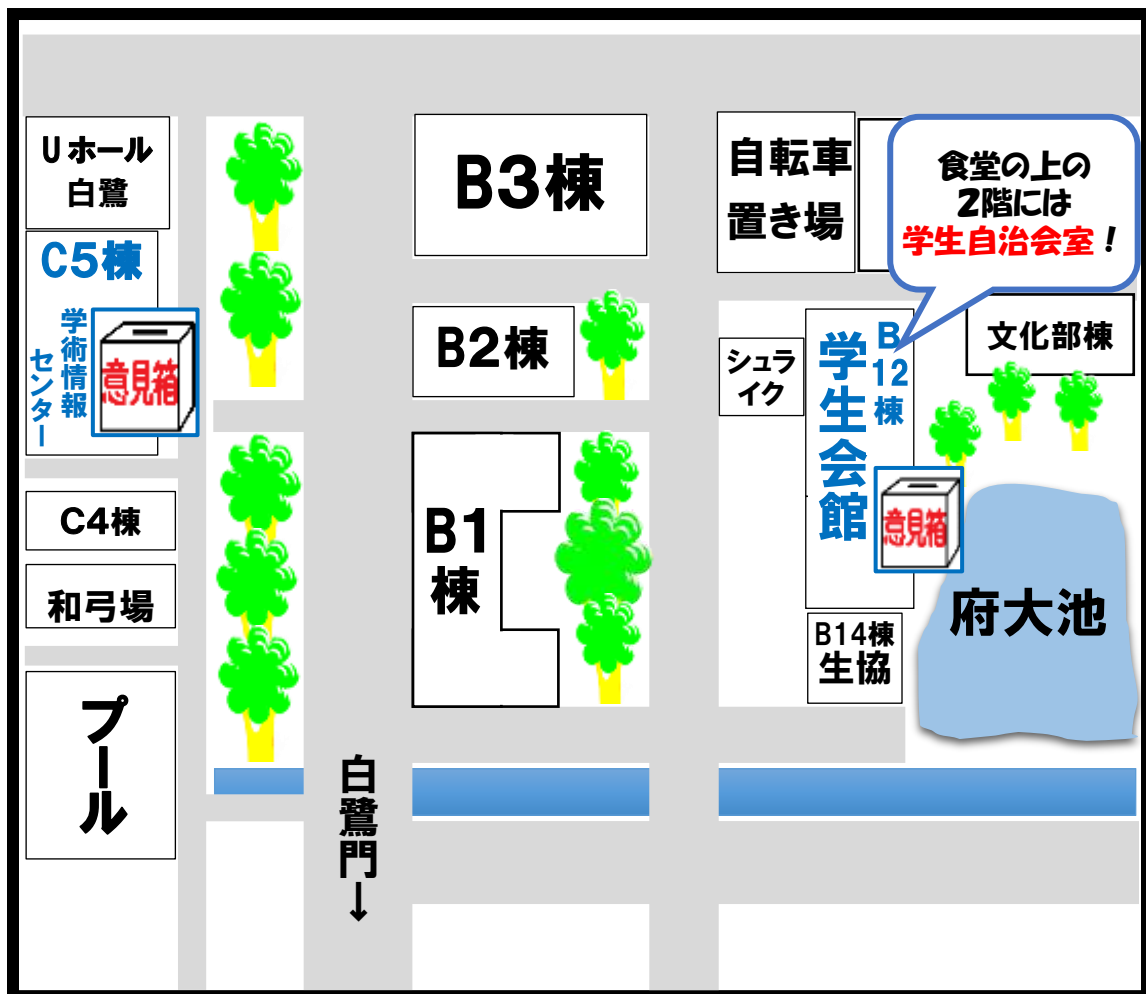 Uホール
白鷺
C5棟
学術情報
センター
意見箱
C4棟
和弓場
プール
B3棟
B2棟
B1
棟
白鷺門↓
自転車
置き場
食堂の上の
2階には
学生自治会室！
シュラ
イク
B12棟
学生会館
意見箱
文化部棟
B14棟
生協
府大池